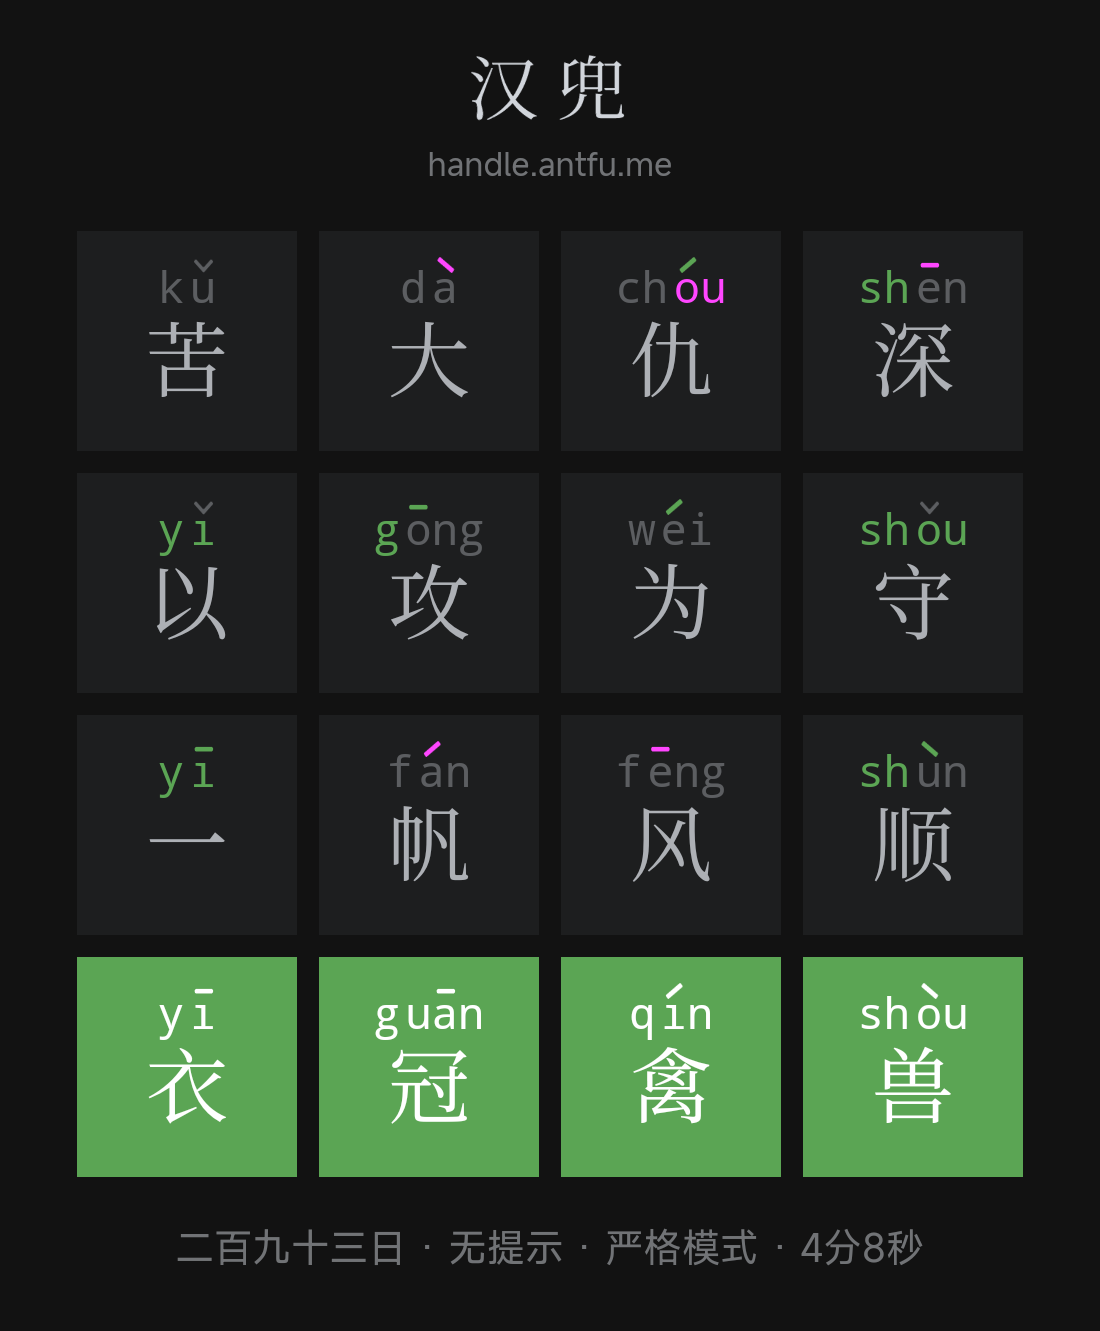 汉兜
handle.antfu.me
kǔ dà chóu shēn
苦 大 仇 深
yǐ gōng wéi shǒu
以 攻 为 守
yī fán fēng shùn
一 帆 风 顺
yī guān qín shòu
衣 冠 禽 兽
二百九十三日 · 无提示 · 严格模式 · 4分8秒